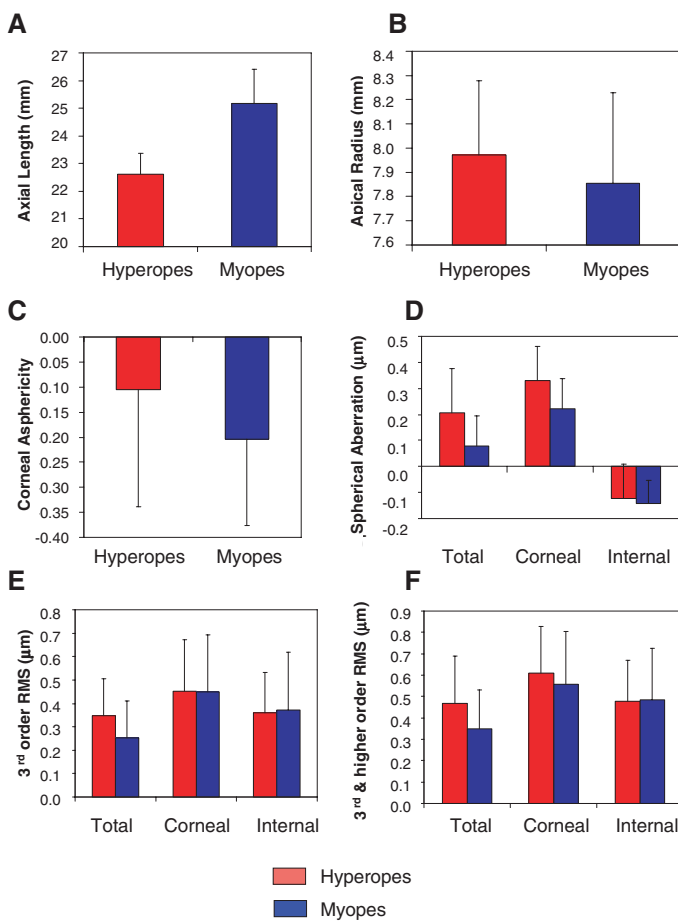 A
Axial Length (mm)
27
26
25
24
23
22
21
20
Hyperopes Myopes
B
Apical Radius (mm)
8.4
8.3
8.2
8.1
8.0
7.9
7.8
7.7
7.6
Hyperopes Myopes
C
Corneal Asphericity
0.00
0.05
0.10
0.15
0.20
0.25
0.30
0.35
-0.40
Hyperopes Myopes
D
Spherical Aberration (μm)
0.5
0.4
0.3
0.2
0.1
0.0
-0.1
-0.2
Total Corneal Internal
E
3rd order RMS (μm)
0.8
0.7
0.6
0.5
0.4
0.3
0.2
0.1
0.0
Total Corneal Internal
F
3rd & higher order RMS (μm)
0.9
0.8
0.7
0.6
0.5
0.4
0.3
0.2
0.1
0.0
Total Corneal Internal
Hyperopes
Myopes